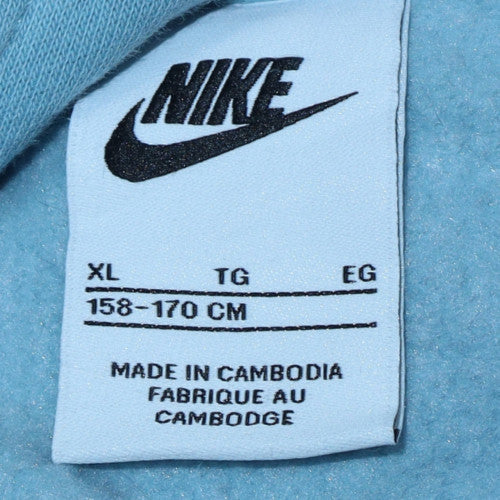 NIKE
XL TG EG
158-170 CM
MADE IN CAMBODIA
FABRIQUE AU
CAMBODGE